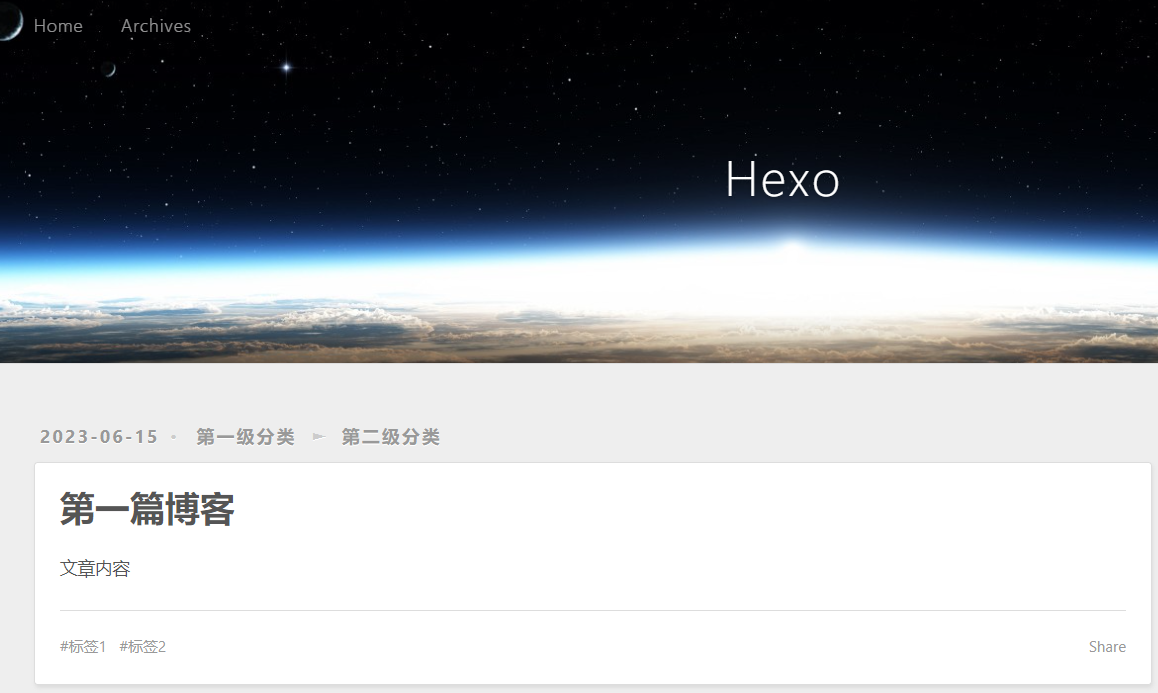 Home Archives
Hexo
2023-06-15 • 第一级分类 ► 第二级分类
第一篇博客
文章内容
#标签1 #标签2 Share